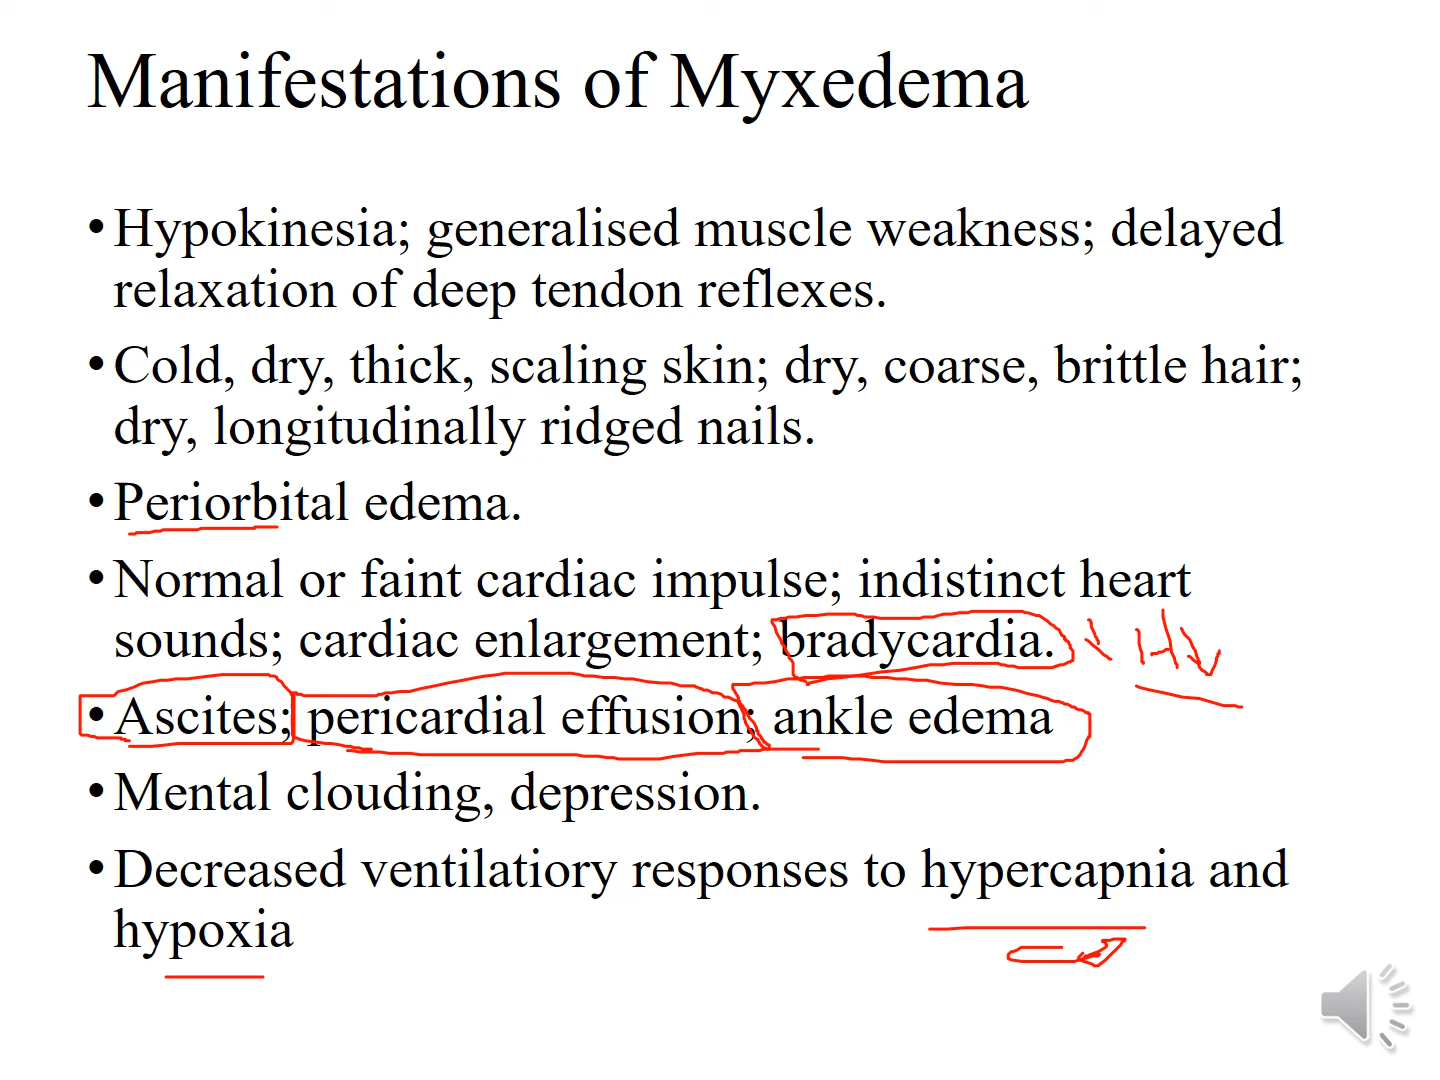 Manifestations of Myxedema
•Hypokinesia; generalised muscle weakness; delayed
relaxation of deep tendon reflexes.
•Cold, dry, thick, scaling skin; dry, coarse, brittle hair;
dry, longitudinally ridged nails.
•Periorbital edema.
•Normal or faint cardiac impulse; indistinct heart
sounds; cardiac enlargement; bradycardia.
•Ascites; pericardial effusion; ankle edema
•Mental clouding, depression.
•Decreased ventilatiory responses to hypercapnia and
hypoxia